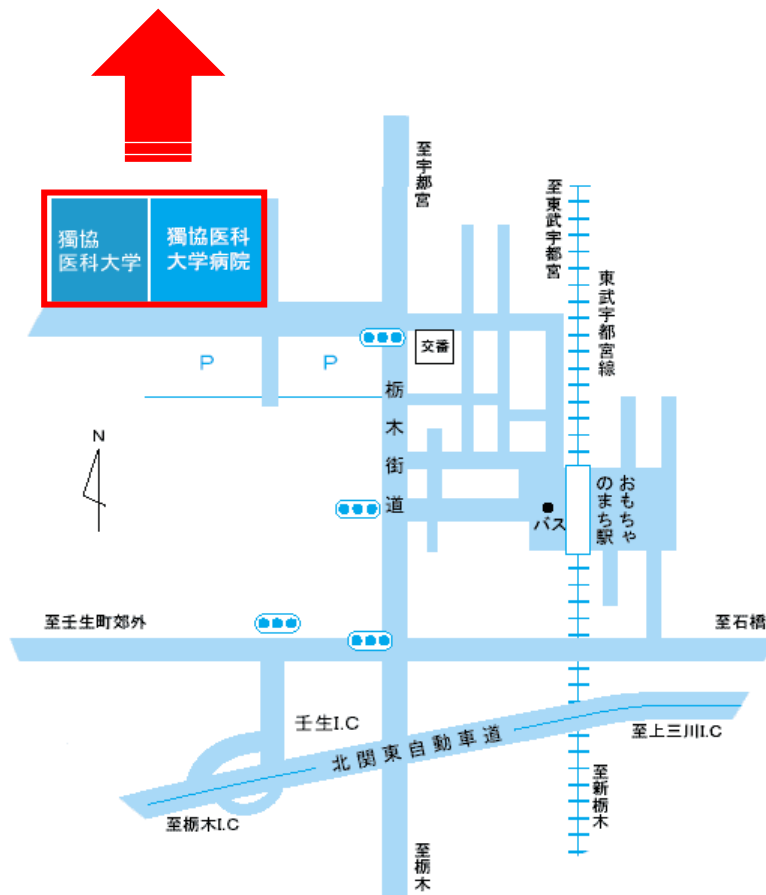 獨協
医科大学
獨協医科
大学病院
至宇都宮
至東武宇都宮
東武宇都宮線
交番
P
P
栃木街道
N
おもちゃ
のまち駅
バス
至壬生町郊外
至石橋
壬生I.C
北関東自動車道
至上三川I.C
至栃木I.C
至新栃木
至栃木